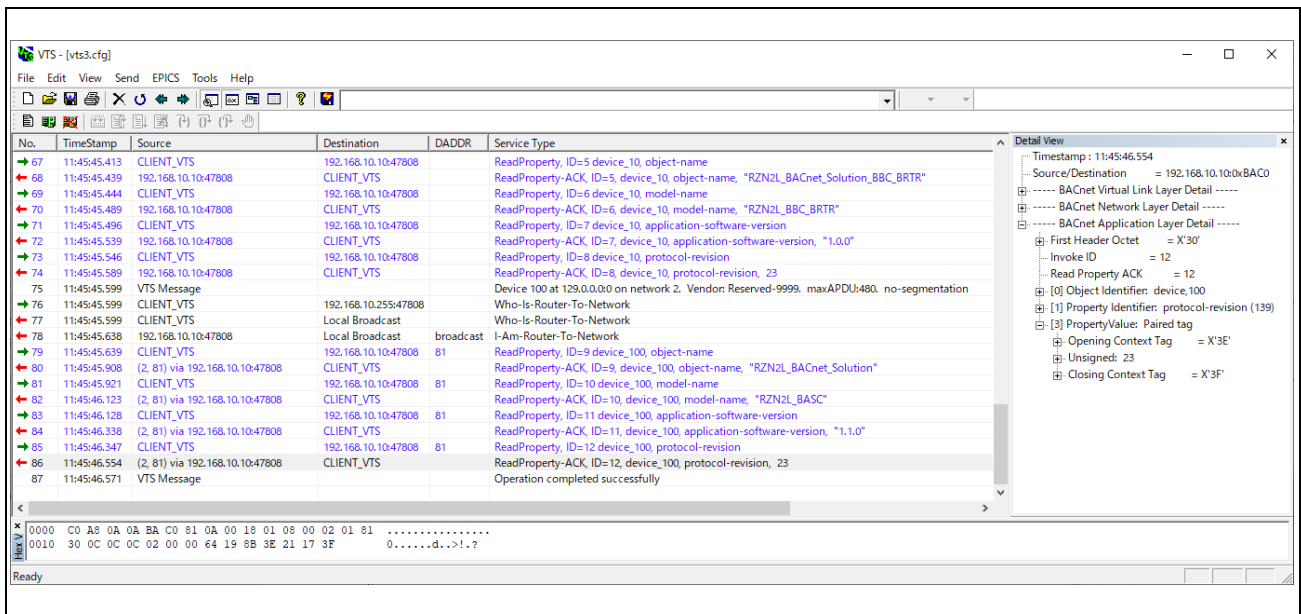 VTS - [vts3.cfg]
File Edit View Send EPICS Tools Help
No. TimeStamp Source Destination DADDR Service Type
67 11:45:45.413 CLIENT_VTS 192.168.10.10:47808 ReadProperty, ID=5 device_10, object-name
68 11:45:45.439 192.168.10.10:47808 CLIENT_VTS ReadProperty-ACK, ID=5, device_10, object-name, "RZN2L_BACnet_Solution_BBC_BRTR"
69 11:45:45.444 CLIENT_VTS 192.168.10.10:47808 ReadProperty, ID=6 device_10, model-name
70 11:45:45.489 192.168.10.10:47808 CLIENT_VTS ReadProperty-ACK, ID=6, device_10, model-name, "RZN2L_BBC_BRTR"
71 11:45:45.496 CLIENT_VTS 192.168.10.10:47808 ReadProperty, ID=7 device_10, application-software-version
72 11:45:45.539 192.168.10.10:47808 CLIENT_VTS ReadProperty-ACK, ID=7, device_10, application-software-version, "1.0.0"
73 11:45:45.546 CLIENT_VTS 192.168.10.10:47808 ReadProperty, ID=8 device_10, protocol-revision
74 11:45:45.589 192.168.10.10:47808 CLIENT_VTS ReadProperty-ACK, ID=8, device_10, protocol-revision, 23
75 11:45:45.599 VTS Message Device 100 at 129.0.0.0:0 on network 2. Vendor: Reserved-9999. maxAPDU:480. no-segmentation
76 11:45:45.599 CLIENT_VTS 192.168.10.255:47808 Who-Is-Router-To-Network
77 11:45:45.599 CLIENT_VTS Local Broadcast Who-Is-Router-To-Network
78 11:45:45.638 192.168.10.10:47808 Local Broadcast broadcast I-Am-Router-To-Network
79 11:45:45.639 CLIENT_VTS 192.168.10.10:47808 81 ReadProperty, ID=9 device_100, object-name
80 11:45:45.908 (2, 81) via 192.168.10.10:47808 CLIENT_VTS ReadProperty-ACK, ID=9, device_100, object-name, "RZN2L_BACnet_Solution"
81 11:45:45.921 CLIENT_VTS 192.168.10.10:47808 81 ReadProperty, ID=10 device_100, model-name
82 11:45:46.123 (2, 81) via 192.168.10.10:47808 CLIENT_VTS ReadProperty-ACK, ID=10, device_100, model-name, "RZN2L_BASC"
83 11:45:46.128 CLIENT_VTS 192.168.10.10:47808 81 ReadProperty, ID=11 device_100, application-software-version
84 11:45:46.338 (2, 81) via 192.168.10.10:47808 CLIENT_VTS ReadProperty-ACK, ID=11, device_100, application-software-version, "1.1.0"
85 11:45:46.347 CLIENT_VTS 192.168.10.10:47808 81 ReadProperty, ID=12 device_100, protocol-revision
86 11:45:46.554 (2, 81) via 192.168.10.10:47808 CLIENT_VTS ReadProperty-ACK, ID=12, device_100, protocol-revision, 23
87 11:45:46.571 VTS Message Operation completed successfully
Detail View
Timestamp : 11:45:46.554
Source/Destination = 192.168.10.10:0xBAC0
----- BACnet Virtual Link Layer Detail -----
----- BACnet Network Layer Detail -----
----- BACnet Application Layer Detail -----
First Header Octet = X'30'
Invoke ID = 12
Read Property ACK = 12
[0] Object Identifier: device,100
[1] Property Identifier: protocol-revision (139)
[3] PropertyValue: Paired tag
Opening Context Tag = X'3E'
Unsigned: 23
Closing Context Tag = X'3F'
Hex V
0000 C0 A8 0A 0A BA C0 81 0A 00 18 01 08 00 02 01 81 ................
0010 30 0C 0C 0C 02 00 00 64 19 8B 3E 21 17 3F 0......d..>!.?
Ready